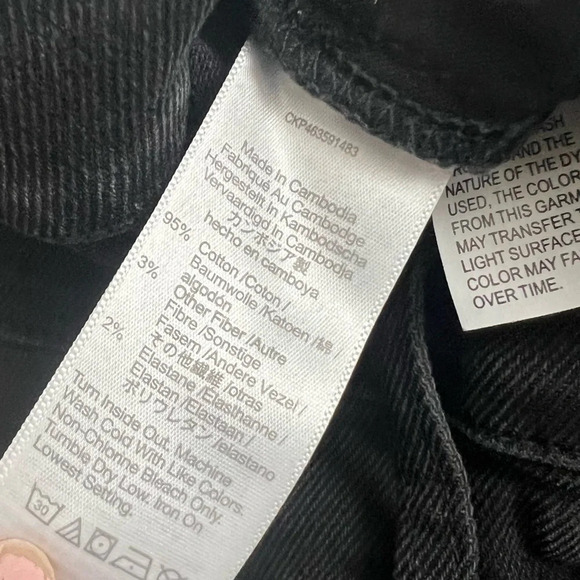 CKP463591483
Made In Cambodia
Fabriqué Au Cambodge
Hergestellt In Kambodscha
Vervaardigd In Cambodja
カンボジア製
hecho en camboya
95% Cotton /Coton /
Baumwolle /Katoen /綿 /
algodón
3% Other Fiber /Autre
Fibre /Sonstige
Fasern /Andere Vezel /
その他繊維 /otras
2% Elastane /Elasthanne /
Elastan /Elastaan /
ポリウレタン /elastano
Turn Inside Out. Machine
Wash Cold With Like Colors.
Non-Chlorine Bleach Only.
Tumble Dry Low. Iron On
Lowest Setting.
30
AND THE
NATURE OF THE DY
USED, THE COLOR
FROM THIS GARM
MAY TRANSFER
LIGHT SURFACE
COLOR MAY FA
OVER TIME.